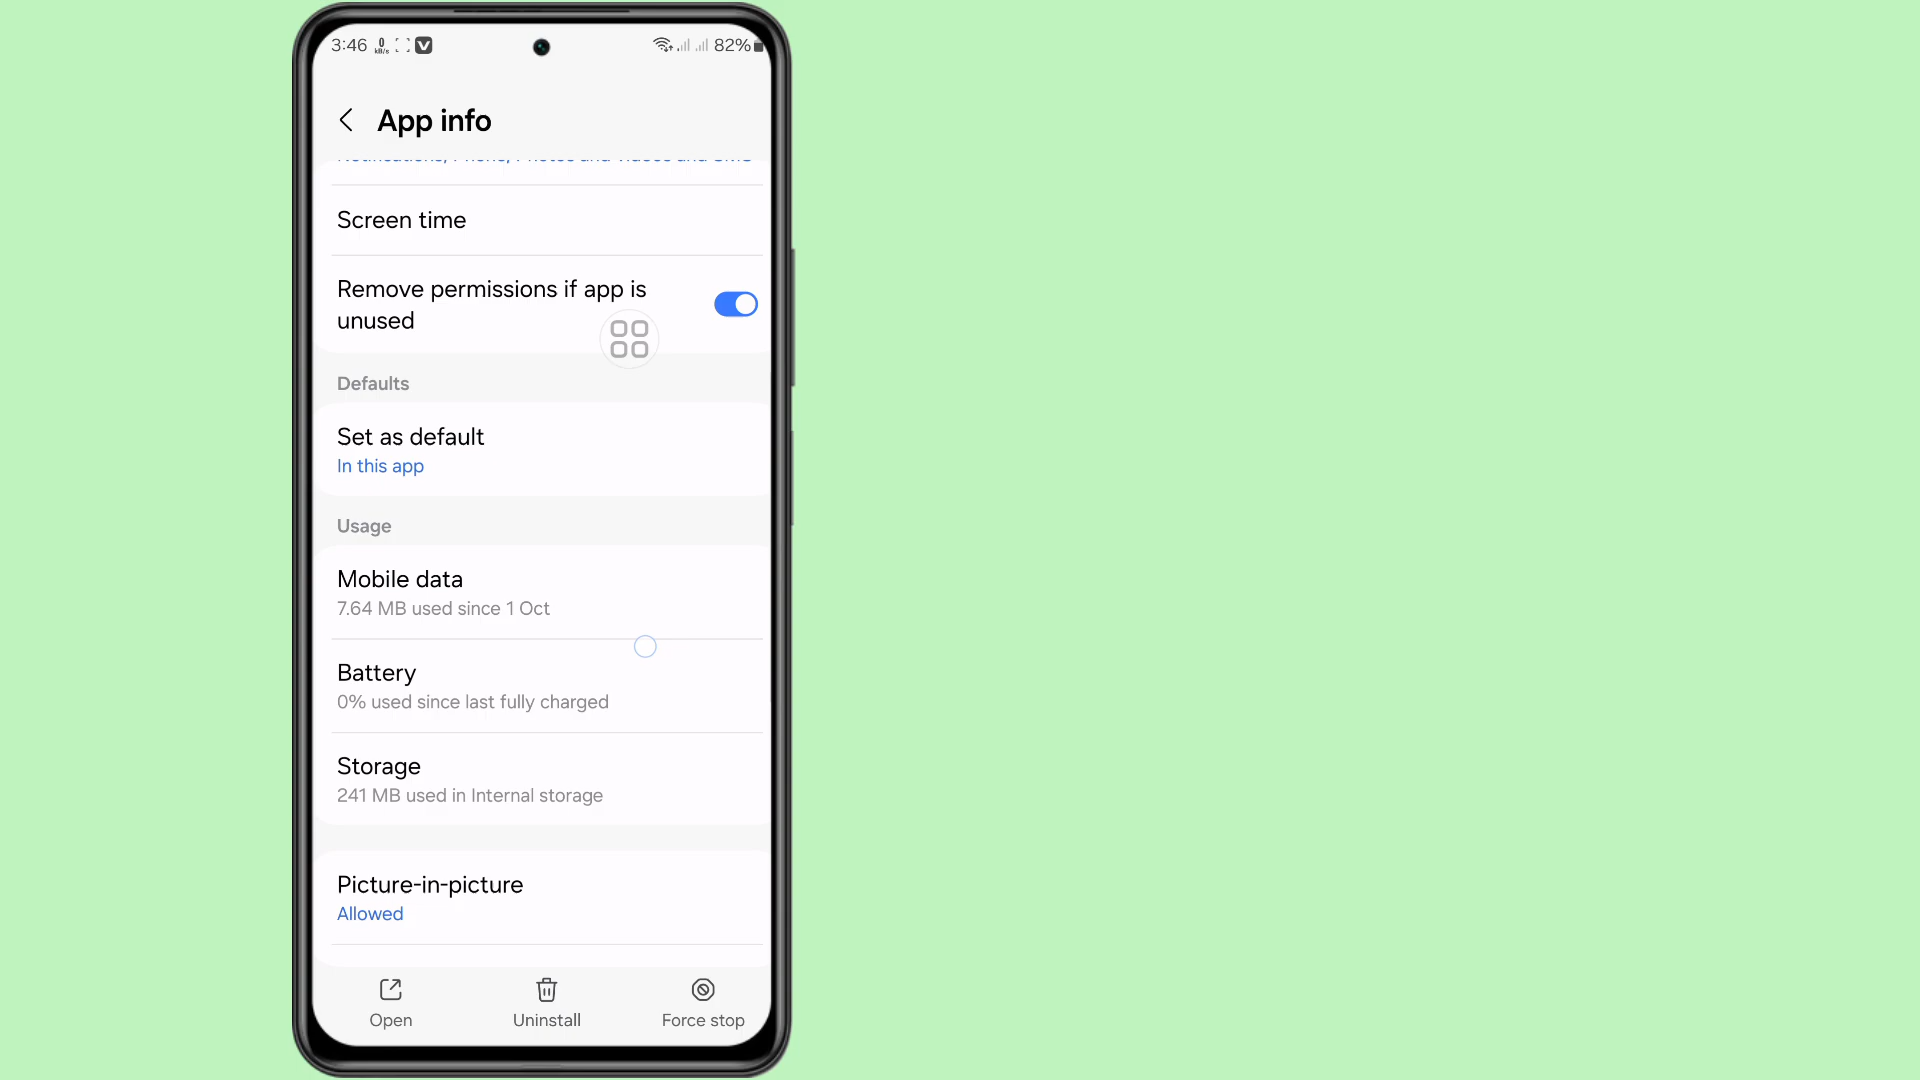 3:46 0 KB/s V 82%
App info
Screen time
Remove permissions if app is
unused
Defaults
Set as default
In this app
Usage
Mobile data
7.64 MB used since 1 Oct
Battery
0% used since last fully charged
Storage
241 MB used in Internal storage
Picture-in-picture
Allowed
Open Uninstall Force stop